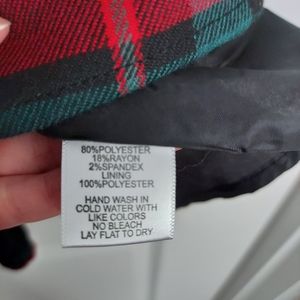 80%POLYESTER
18%RAYON
2%SPANDEX
LINING
100%POLYESTER
HAND WASH IN
COLD WATER WITH
LIKE COLORS
NO BLEACH
LAY FLAT TO DRY